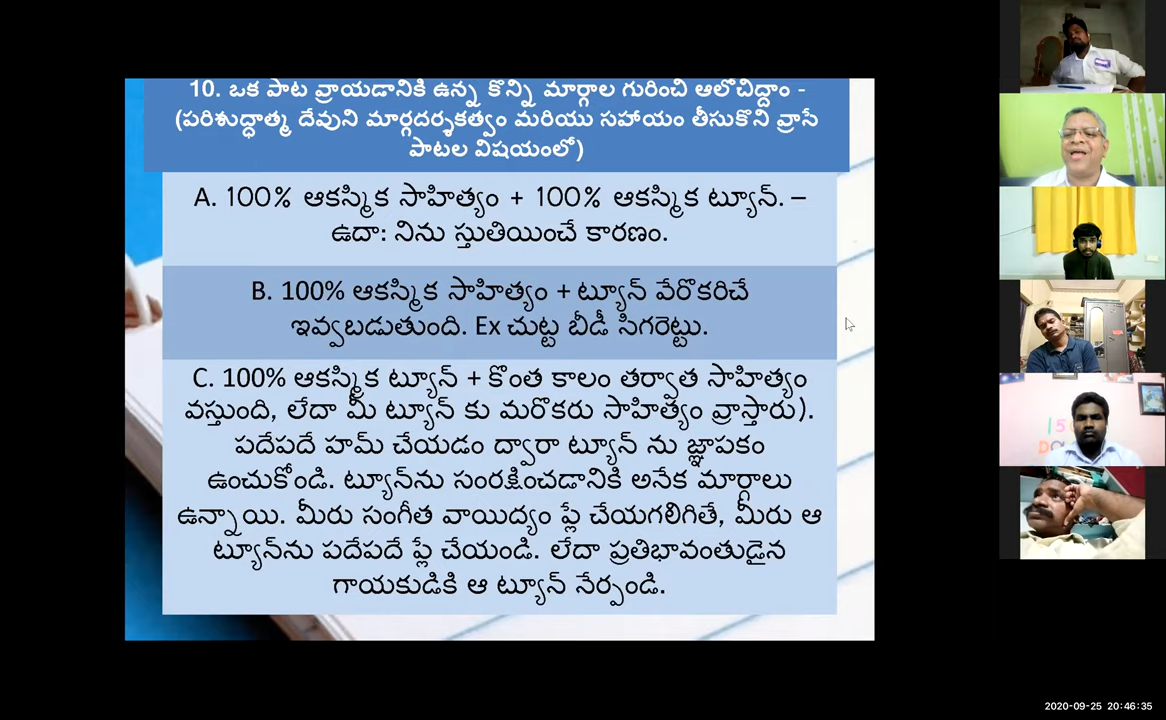 10. ఒక పాట వ్రాయడానికి ఉన్న కొన్ని మార్గాల గురించి ఆలోచిద్దాం -
(పరిశుద్ధాత్మ దేవుని మార్గదర్శకత్వం మరియు సహాయం తీసుకొని వ్రాసే
పాటల విషయంలో)
A. 100% ఆకస్మిక సాహిత్యం + 100% ఆకస్మిక ట్యూన్. –
ఉదా: నిను స్తుతియించే కారణం.
B. 100% ఆకస్మిక సాహిత్యం + ట్యూన్ వేరొకరిచే
ఇవ్వబడుతుంది. Ex చుట్ట బీడీ సిగరెట్టు.
C. 100% ఆకస్మిక ట్యూన్ + కొంత కాలం తర్వాత సాహిత్యం
వస్తుంది, లేదా మీ ట్యూన్ కు మరొకరు సాహిత్యం వ్రాస్తారు).
పదేపదే హమ్ చేయడం ద్వారా ట్యూన్ ను జ్ఞాపకం
ఉంచుకోండి. ట్యూన్‌ను సంరక్షించడానికి అనేక మార్గాలు
ఉన్నాయి. మీరు సంగీత వాయిద్యం ప్లే చేయగలిగితే, మీరు ఆ
ట్యూన్‌ను పదేపదే ప్లే చేయండి. లేదా ప్రతిభావంతుడైన
గాయకుడికి ఆ ట్యూన్ నేర్పండి.
2020-09-25 20:46:35